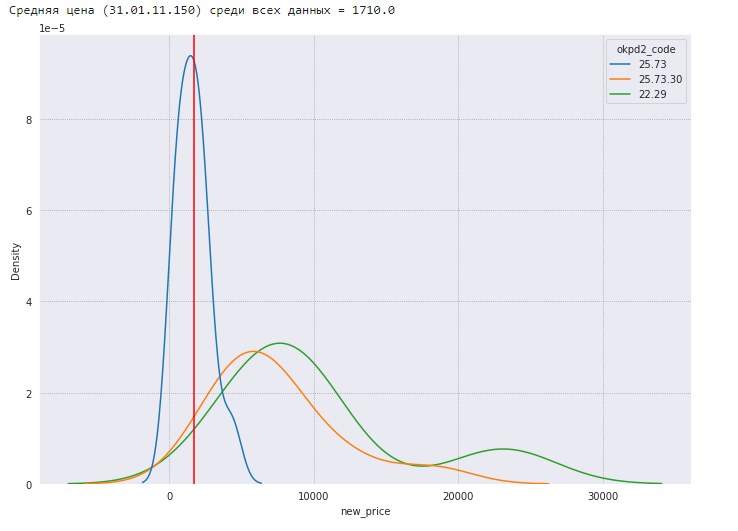 Средняя цена (31.01.11.150) среди всех данных = 1710.0
1e−5
okpd2_code
25.73
25.73.30
22.29
8
6
4
2
0
Density
0 10000 20000 30000
new_price